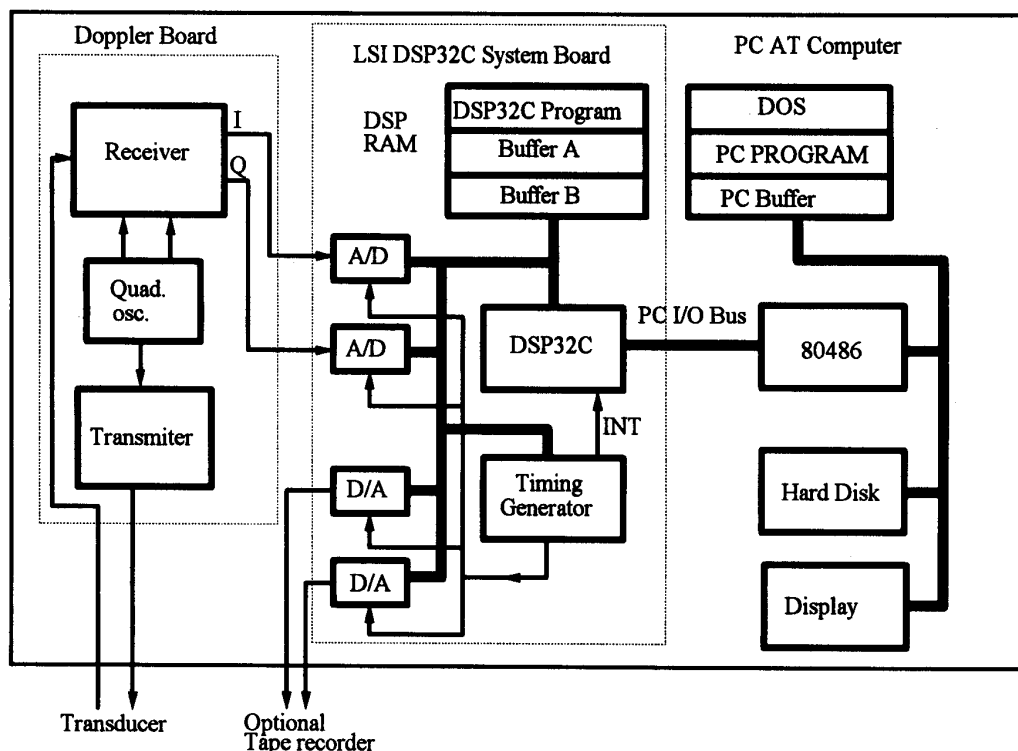 Doppler Board
LSI DSP32C System Board
PC AT Computer
Receiver
I
Q
Quad.
osc.
Transmiter
DSP
RAM
DSP32C Program
Buffer A
Buffer B
A/D
A/D
DSP32C
INT
D/A
D/A
Timing
Generator
PC I/O Bus
DOS
PC PROGRAM
PC Buffer
80486
Hard Disk
Display
Transducer
Optional
Tape recorder